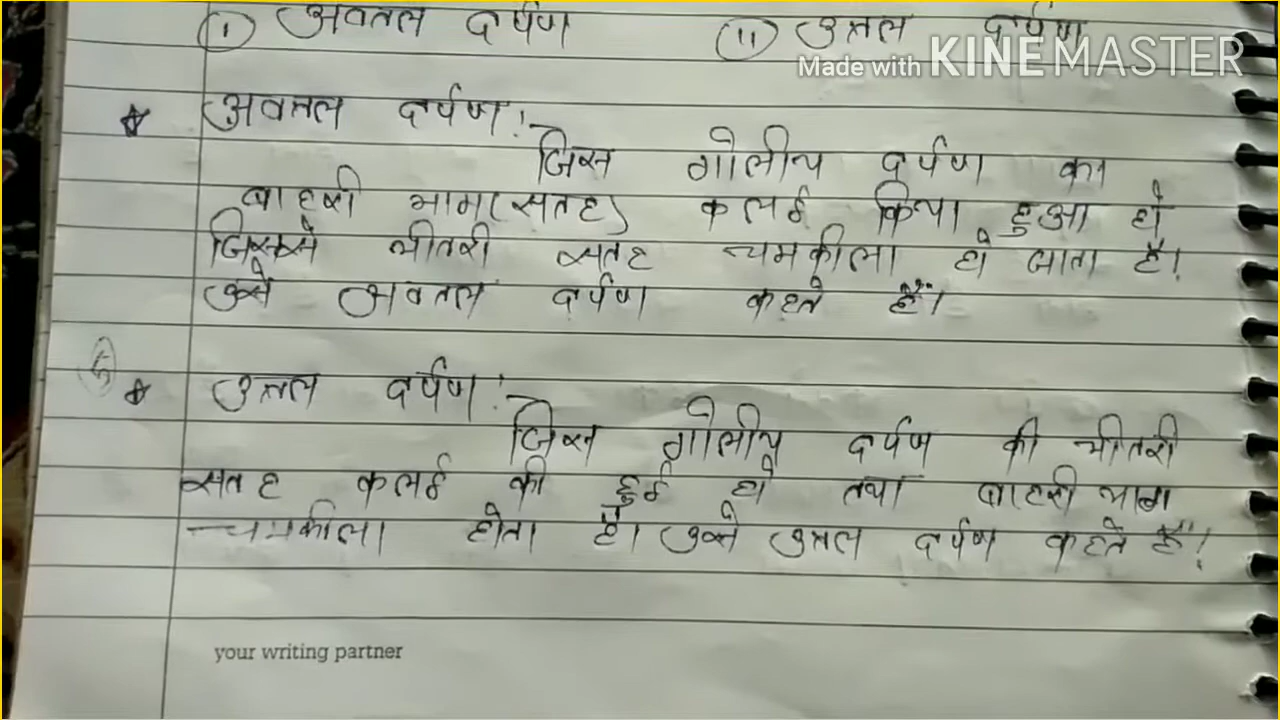 (i) अवतल दर्पण (ii) उत्तल दर्पण
Made with KINEMASTER
☆ अवतल दर्पण :-
जिस गोलीय दर्पण का
बाहरी भाग (सतह) कलई किया हुआ हो
जिससे भीतरी सतह चमकीला हो जाता है।
उसे अवतल दर्पण कहते हैं।
☆ उत्तल दर्पण :-
जिस गोलीय दर्पण की भीतरी
सतह कलई की हुई हो तथा बाहरी भाग
चमकीला होता है। उसे उत्तल दर्पण कहते हैं।
your writing partner